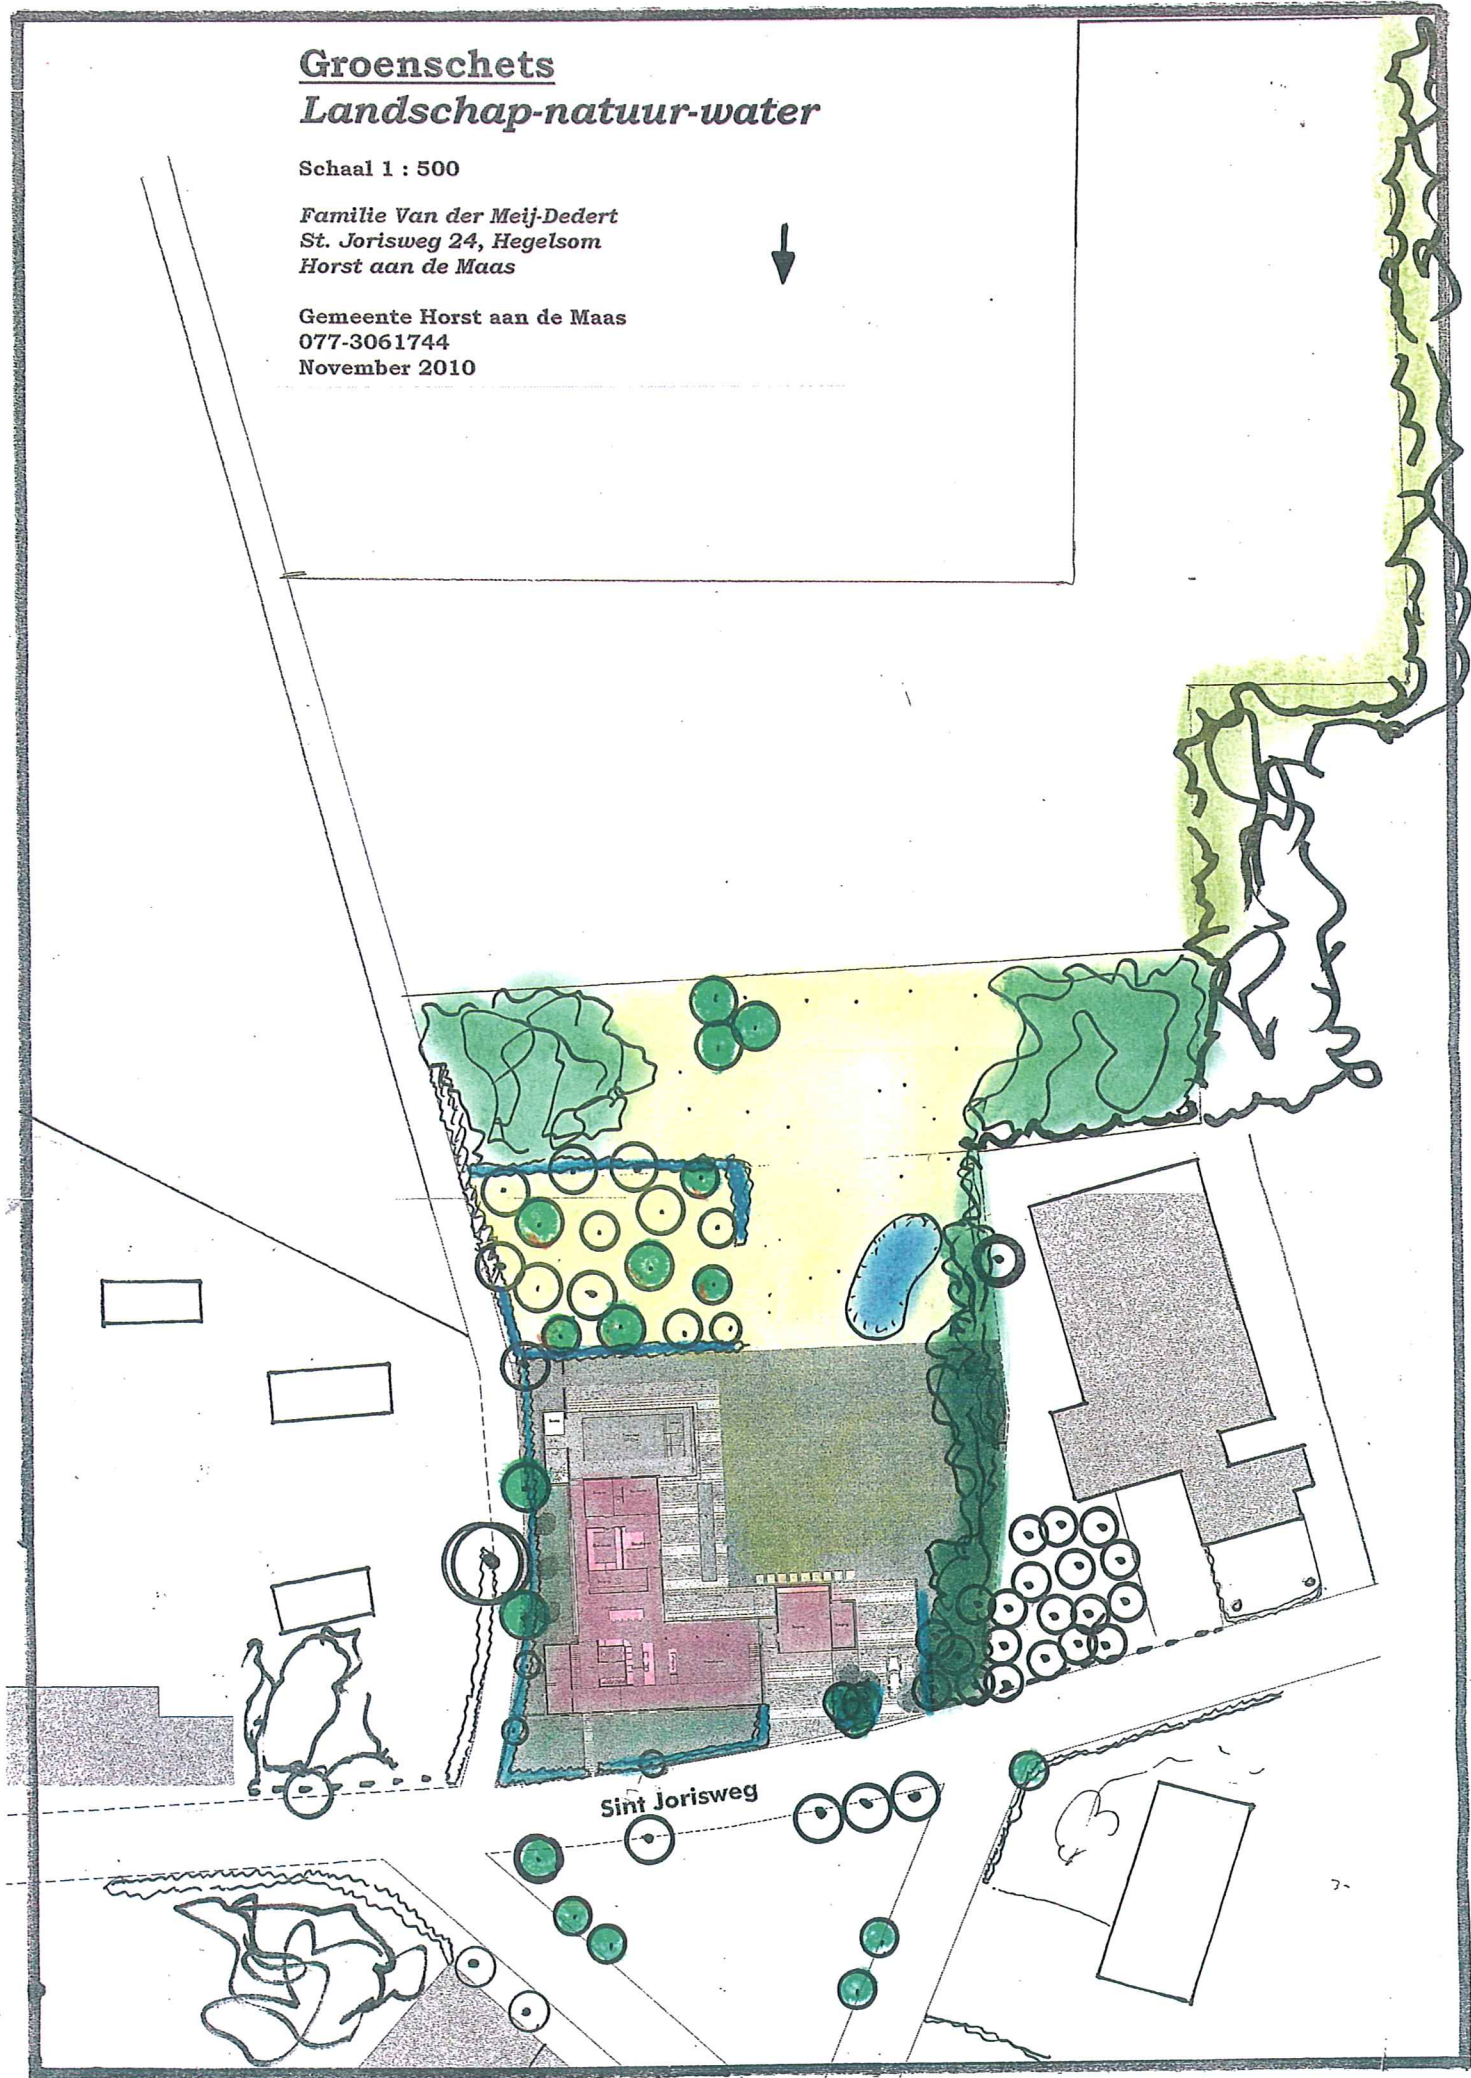 Groenschets
Landschap-natuur-water
Schaal 1 : 500
Familie Van der Meij-Dedert
St. Jorisweg 24, Hegelsom
Horst aan de Maas
Gemeente Horst aan de Maas
077-3061744
November 2010
Sint Jorisweg